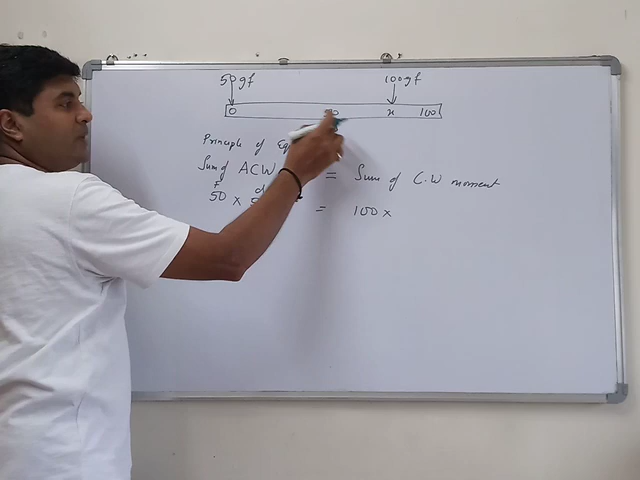 50gf 100gf
0 x 100
Principle of
Sum of ACW = Sum of C.W moment
F d
50 x = 100 x